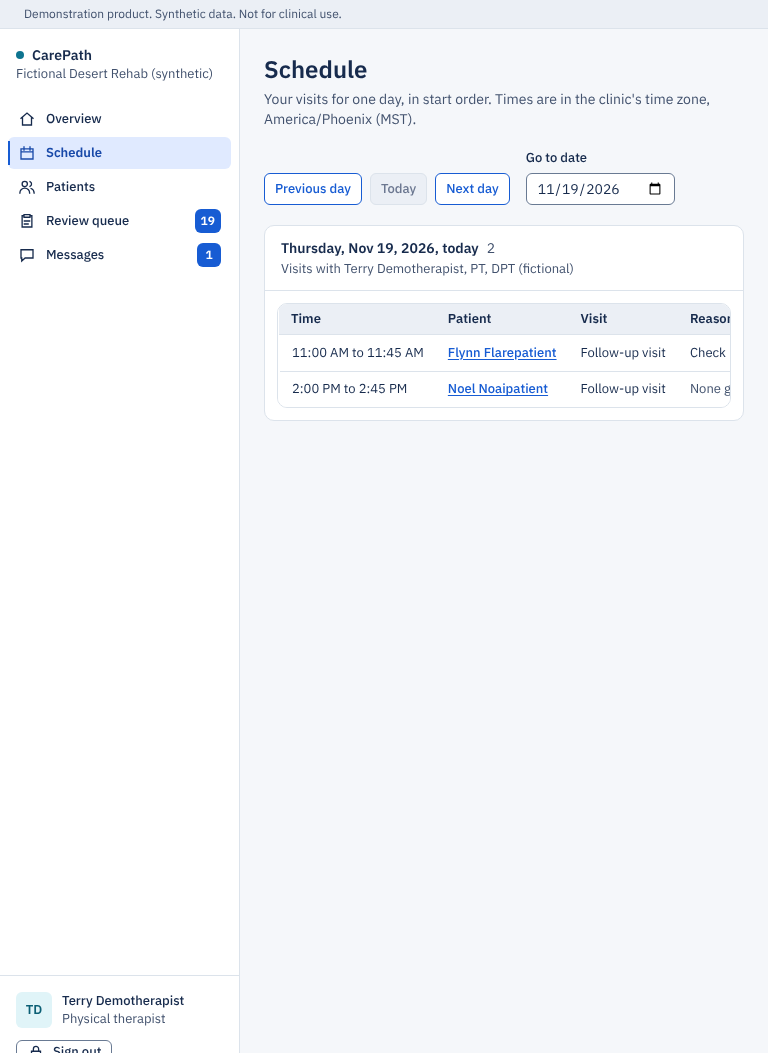 Demonstration product. Synthetic data. Not for clinical use.
CarePath
Fictional Desert Rehab (synthetic)
Overview
Schedule
Patients
Review queue 19
Messages 1
TD
Terry Demotherapist
Physical therapist
Sign out
Schedule
Your visits for one day, in start order. Times are in the clinic's time zone,
America/Phoenix (MST).
Go to date
Previous day Today Next day 11/19/2026
Thursday, Nov 19, 2026, today 2
Visits with Terry Demotherapist, PT, DPT (fictional)
Time Patient Visit Reason
11:00 AM to 11:45 AM Flynn Flarepatient Follow-up visit Check
2:00 PM to 2:45 PM Noel Noaipatient Follow-up visit None